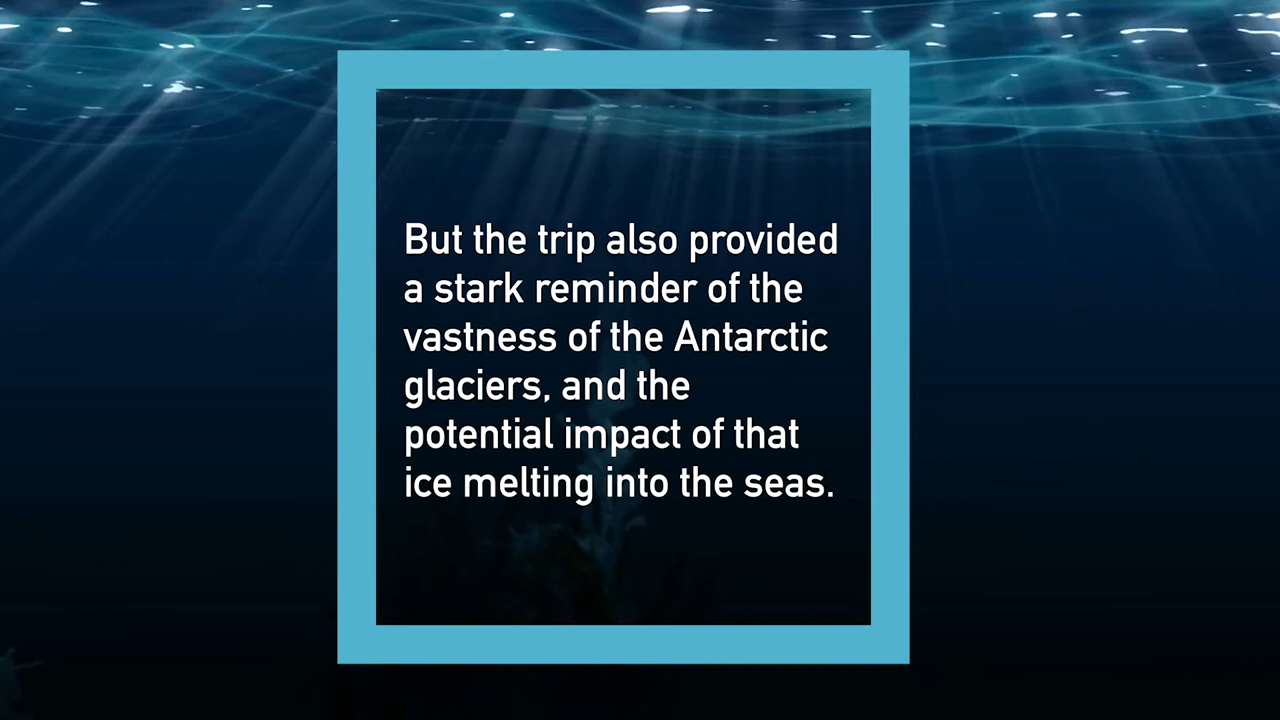 But the trip also provided
a stark reminder of the
vastness of the Antarctic
glaciers, and the
potential impact of that
ice melting into the seas.